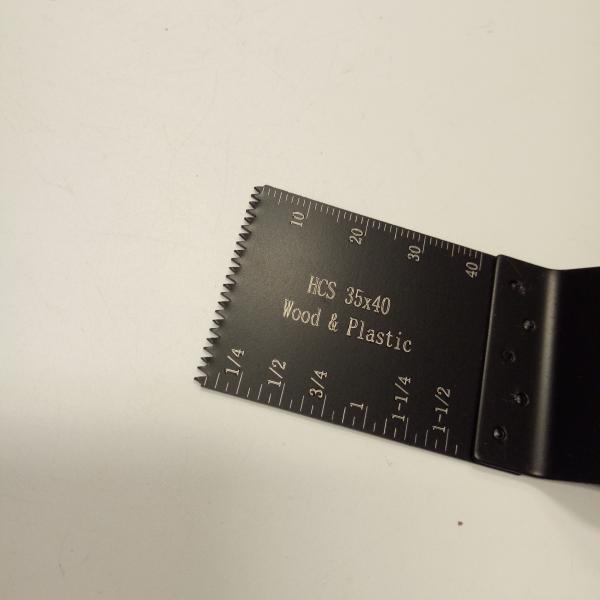 10 20 30 40
HCS 35x40
Wood & Plastic
1/4 1/2 3/4 1 1-1/4 1-1/2